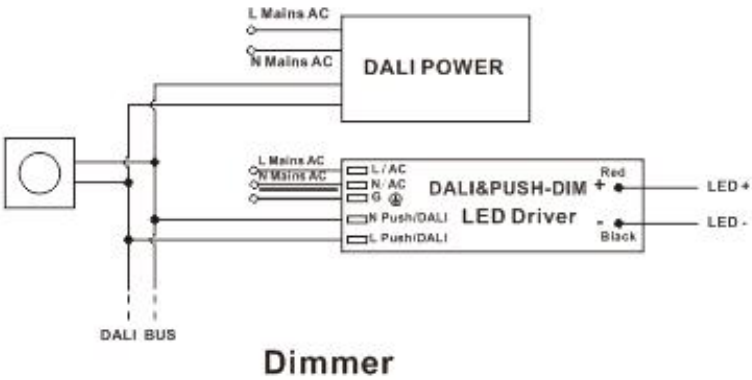 L Mains AC
N Mains AC
DALI POWER
L Mains AC
N Mains AC
L/AC
N/AC
G
N Push/DALI
L Push/DALI
DALI&PUSH-DIM
LED Driver
Red
+
-
Black
LED +
LED -
DALI BUS
Dimmer